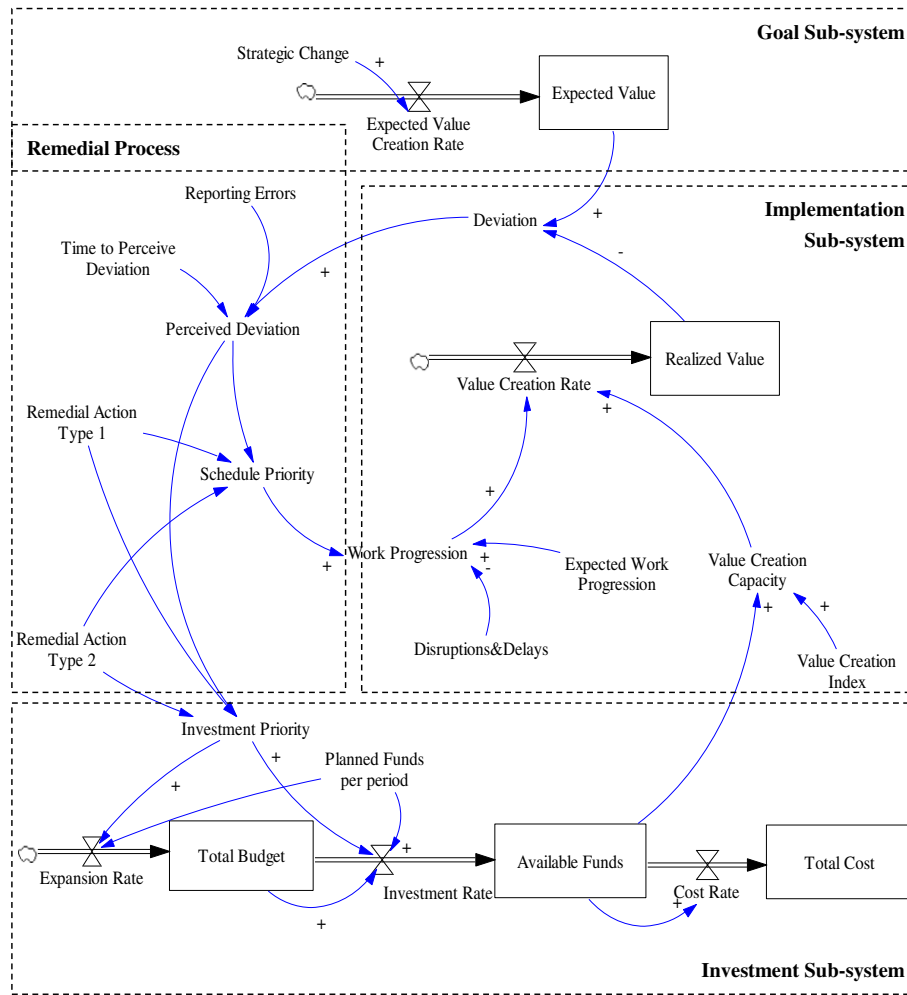 Goal Sub-system
Strategic Change
+
Expected Value
Expected Value
Creation Rate
Remedial Process
Reporting Errors
Implementation
Sub-system
+
Deviation
Time to Perceive
Deviation
-
+
Perceived Deviation
Realized Value
Value Creation Rate
+
Remedial Action
Type 1
Schedule Priority
+
Work Progression
+
+
-
Expected Work
Progression
Value Creation
Capacity
+
+
Remedial Action
Type 2
Disruptions&Delays
Value Creation
Index
Investment Priority
+
Planned Funds
per period
+
+
Total Budget
Available Funds
Total Cost
Expansion Rate
Investment Rate
Cost Rate
+
+
Investment Sub-system